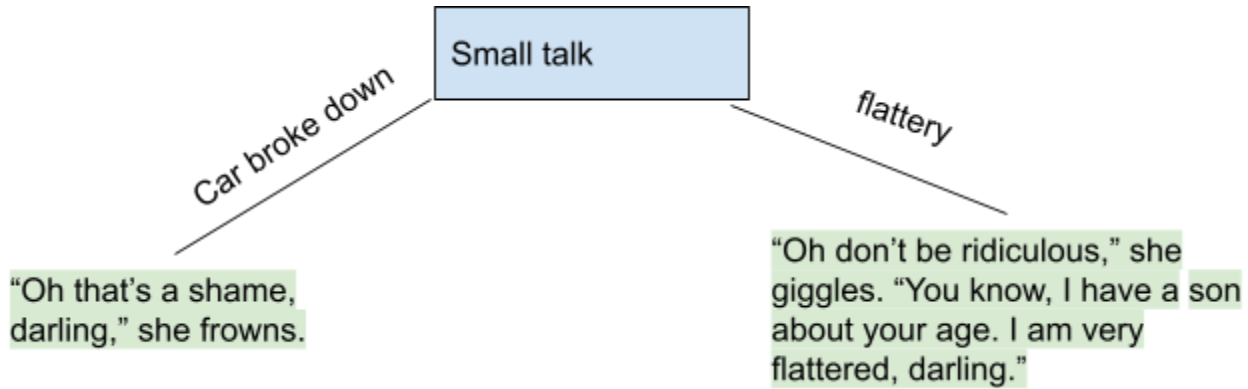 Small talk
Car broke down
flattery
“Oh that’s a shame,
darling,” she frowns.
“Oh don’t be ridiculous,” she
giggles. “You know, I have a son
about your age. I am very
flattered, darling.”